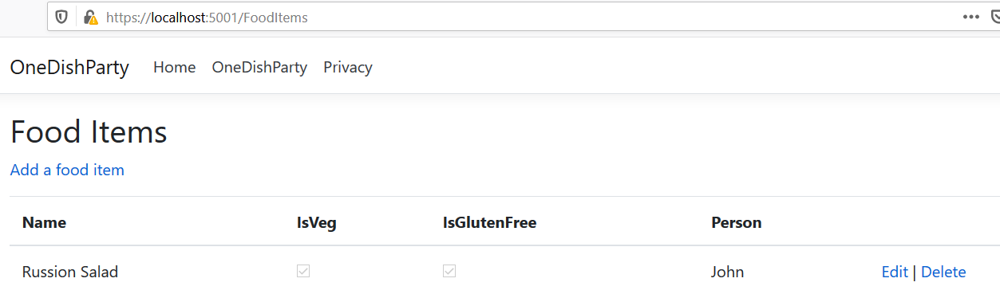 https://localhost:5001/FoodItems
OneDishParty Home OneDishParty Privacy
Food Items
Add a food item
Name IsVeg IsGlutenFree Person
Russion Salad John Edit | Delete